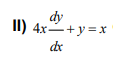 II) 4x dy/dx + y = x